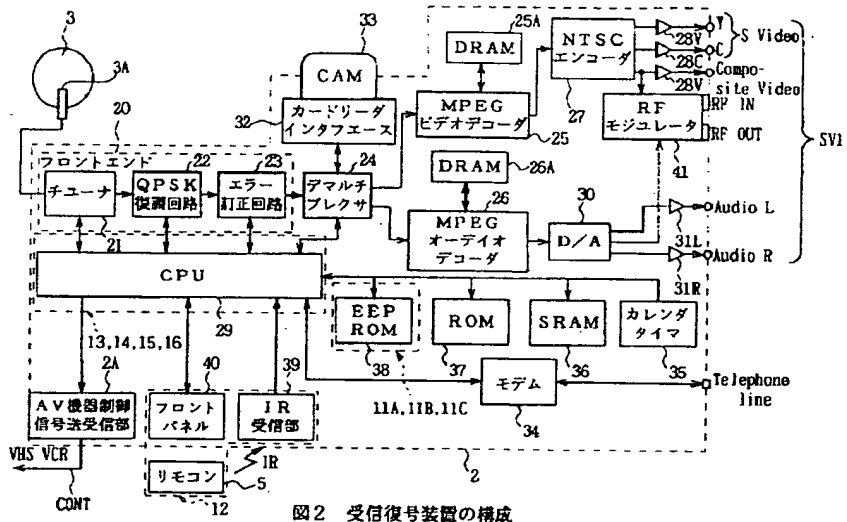 3
3A
33
CAM
25A
DRAM
NTSC
エンコーダ
27
28V
28C
28V
Y
C
S Video
Compo-
site Video
20
32
カードリーダ
インタフエース
MPEG
ビデオデコーダ
25
RF
モジュレータ
41
RF IN
RF OUT
SV1
フロントエンド
22
23
24
チューナ
QPSK
復調回路
エラー
訂正回路
デマルチ
プレクサ
DRAM
26A
26
MPEG
オーデイオ
デコーダ
30
D/A
31L
31R
Audio L
Audio R
21
CPU
29
EEP
ROM
38
ROM
37
SRAM
36
カレンダ
タイマ
35
13,14,15,16
2A
40
39
11A,11B,11C
モデム
34
Telephone
line
AV機器制御
信号送受信部
フロント
パネル
IR
受信部
VHS VCR
CONT
リモコン
IR
5
12
2
図2 受信復号装置の構成